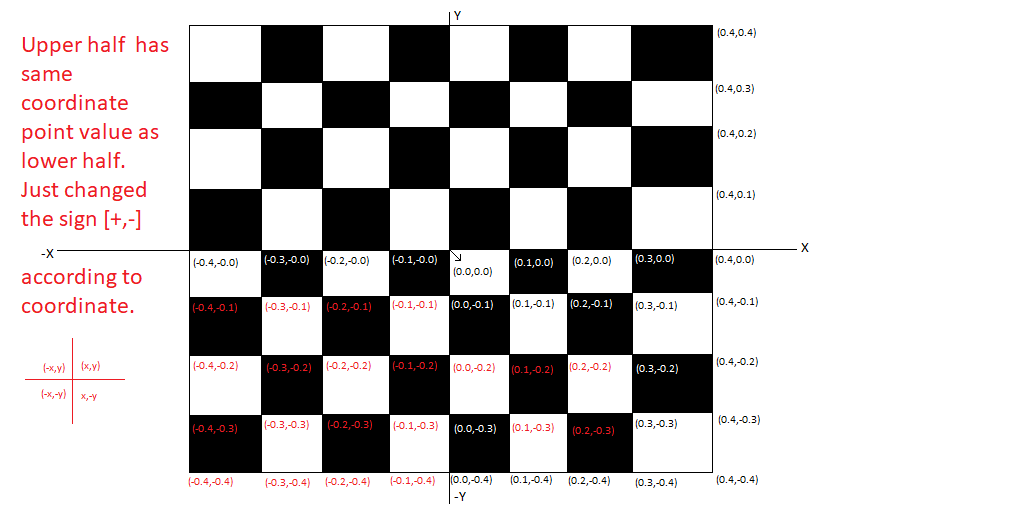 Y
(0.4,0.4)
Upper half has
same
coordinate
point value as
lower half.
Just changed
the sign [+,-]
according to
coordinate.
(0.4,0.3)
(0.4,0.2)
(0.4,0.1)
-X
X
(-0.4,-0.0) (-0.3,-0.0) (-0.2,-0.0) (-0.1,-0.0) (0.0,0.0) (0.1,0.0) (0.2,0.0) (0.3,0.0) (0.4,0.0)
(-0.4,-0.1) (-0.3,-0.1) (-0.2,-0.1) (-0.1,-0.1) (0.0,-0.1) (0.1,-0.1) (0.2,-0.1) (0.3,-0.1) (0.4,-0.1)
(-x,y) (x,y)
(-x,-y) x,-y
(-0.4,-0.2) (-0.3,-0.2) (-0.2,-0.2) (-0.1,-0.2) (0.0,-0.2) (0.1,-0.2) (0.2,-0.2) (0.3,-0.2) (0.4,-0.2)
(-0.4,-0.3) (-0.3,-0.3) (-0.2,-0.3) (-0.1,-0.3) (0.0,-0.3) (0.1,-0.3) (0.2,-0.3) (0.3,-0.3) (0.4,-0.3)
(-0.4,-0.4) (-0.3,-0.4) (-0.2,-0.4) (-0.1,-0.4) (0.0,-0.4) (0.1,-0.4) (0.2,-0.4) (0.3,-0.4) (0.4,-0.4)
-Y